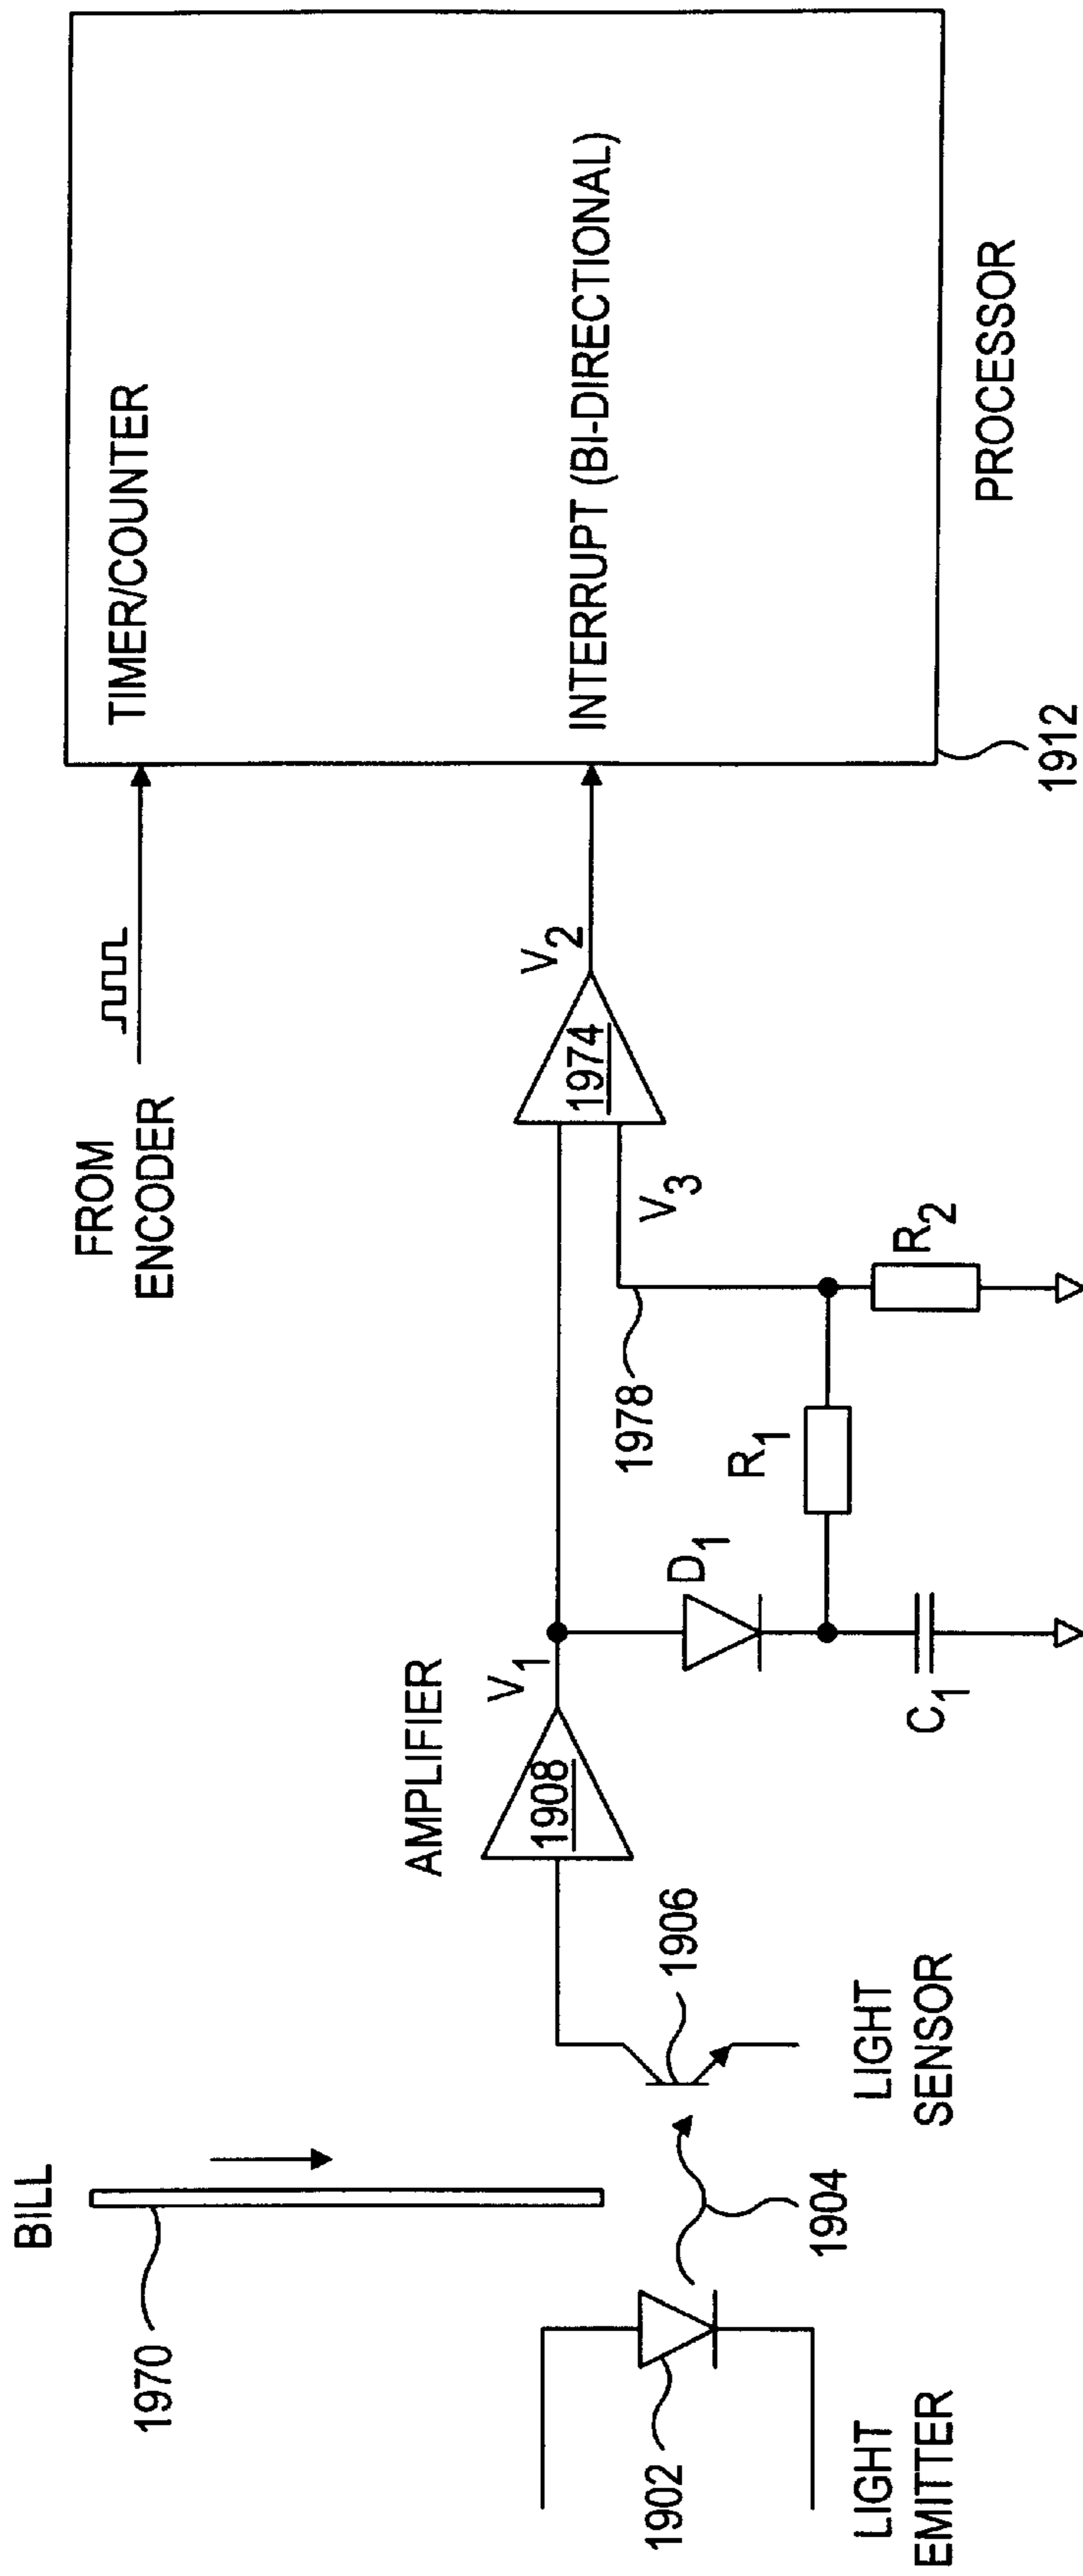 BILL
1970
LIGHT
EMITTER
1902
1904
LIGHT
SENSOR
1906
AMPLIFIER
1908
V1
D1
C1
R1
R2
1978
V3
1974
V2
FROM
ENCODER
TIMER/COUNTER
INTERRUPT (BI-DIRECTIONAL)
PROCESSOR
1912